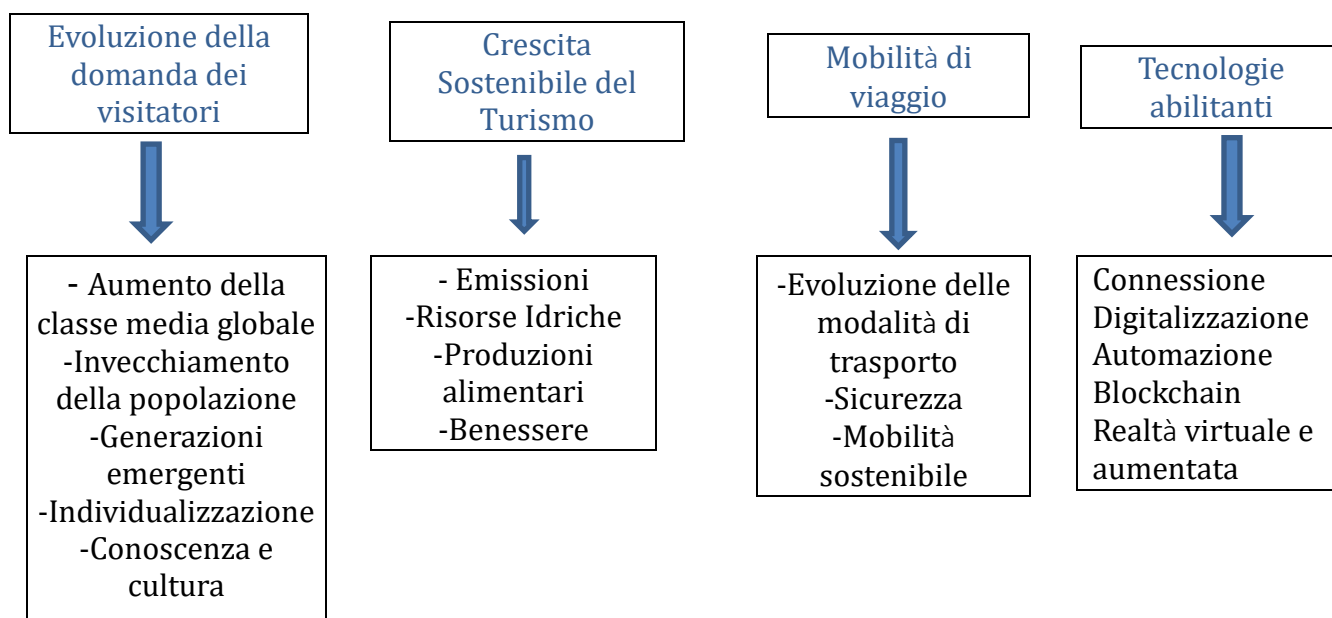 Evoluzione della
domanda dei
visitatori
Crescita
Sostenibile del
Turismo
Mobilità di
viaggio
Tecnologie
abilitanti
- Aumento della
classe media globale
-Invecchiamento
della popolazione
-Generazioni
emergenti
-Individualizzazione
-Conoscenza e
cultura
- Emissioni
-Risorse Idriche
-Produzioni
alimentari
-Benessere
-Evoluzione delle
modalità di
trasporto
-Sicurezza
-Mobilità
sostenibile
Connessione
Digitalizzazione
Automazione
Blockchain
Realtà virtuale e
aumentata